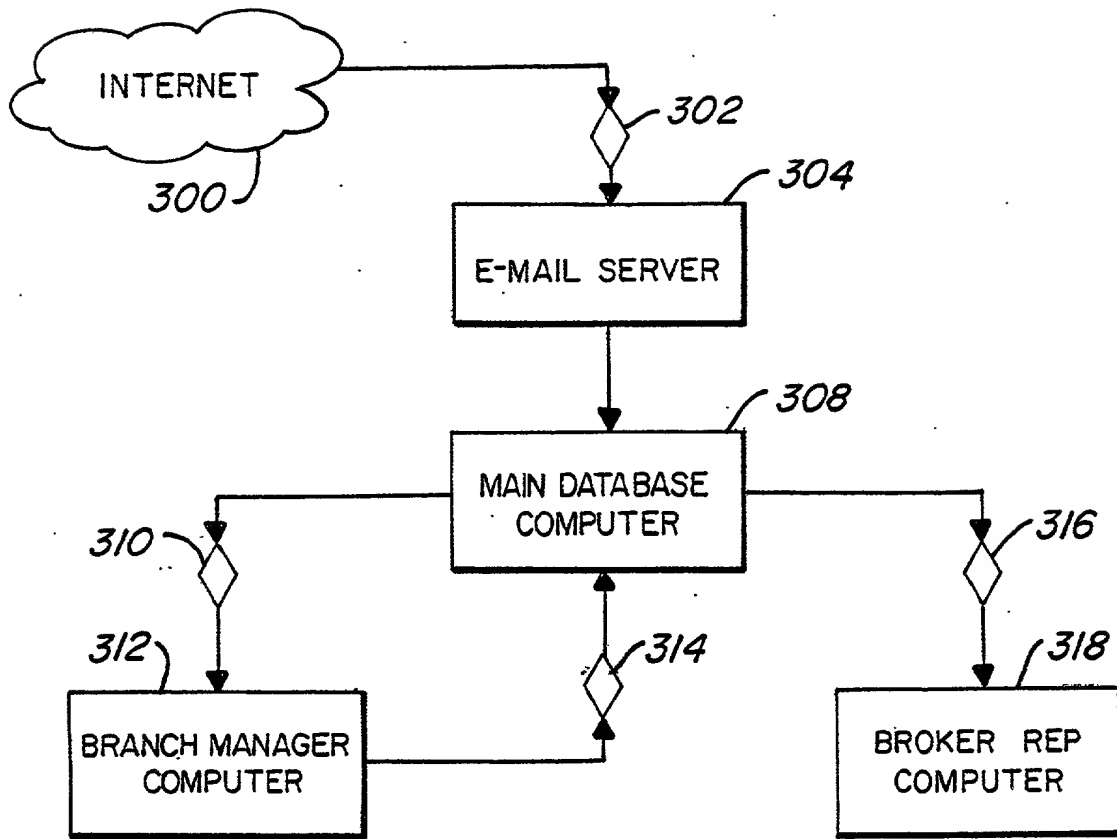 INTERNET
300
302
304
E-MAIL SERVER
308
MAIN DATABASE
COMPUTER
310
316
312
314
318
BRANCH MANAGER
COMPUTER
BROKER REP
COMPUTER